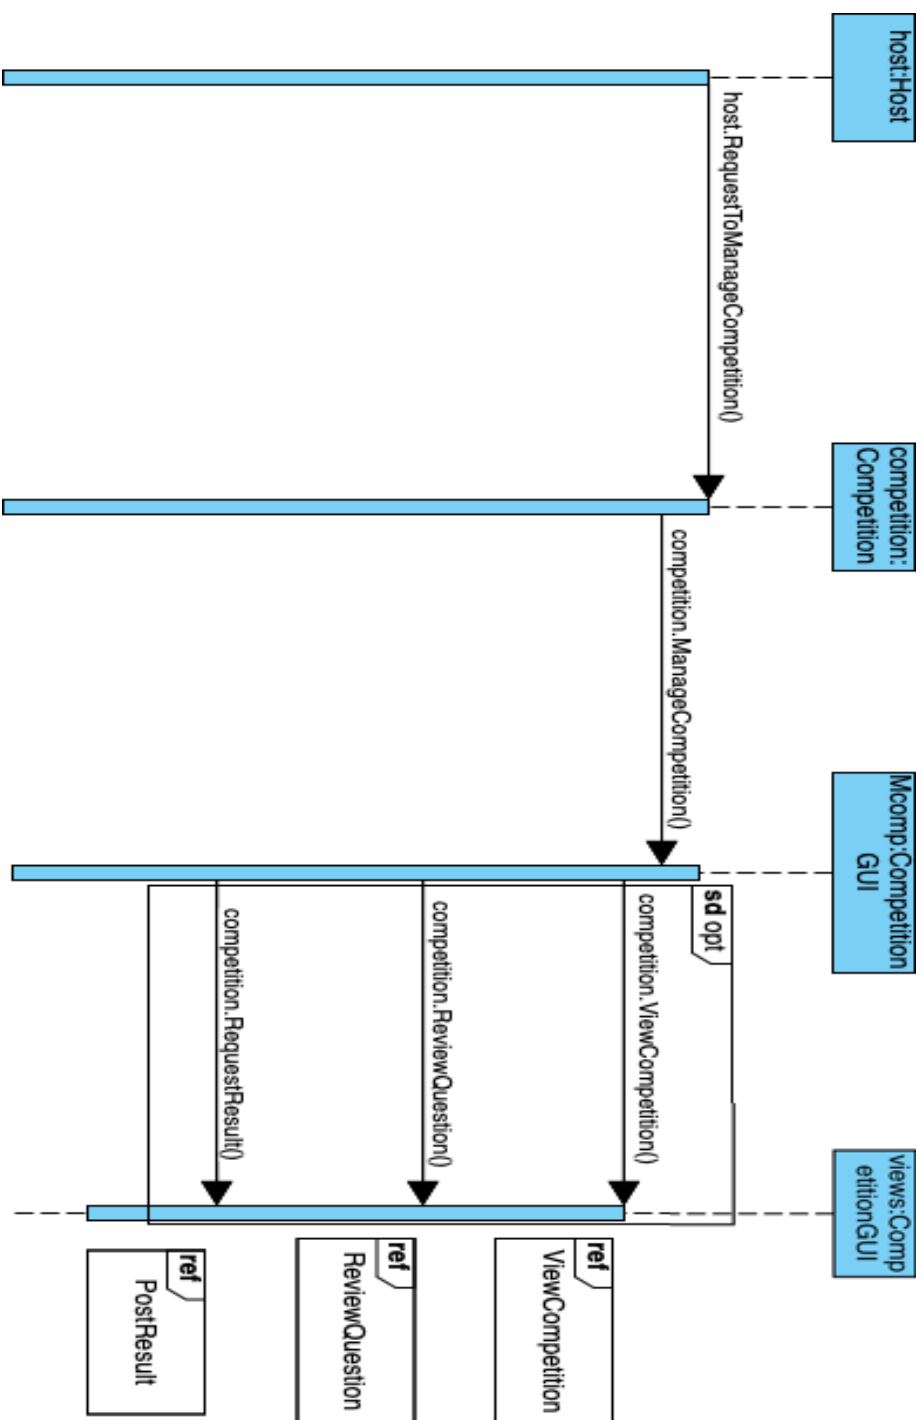 host:Host
competition:
Competition
Mcomp:Competition
GUI
views:Comp
etitionGUI
host.RequestToManageCompetition()
competition.ManageCompetition()
sd opt
competition.ViewCompetition()
ref
ViewCompetition
competition.ReviewQuestion()
ref
ReviewQuestion
competition.RequestResult()
ref
PostResult